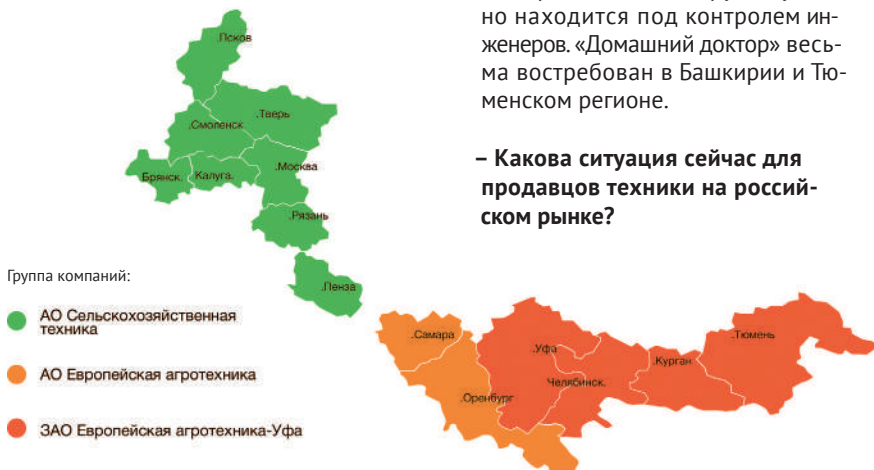 но находится под контролем ин-
женеров. «Домашний доктор» весь-
ма востребован в Башкирии и Тю-
менском регионе.
– Какова ситуация сейчас для
продавцов техники на россий-
ском рынке?
.Псков
.Тверь
.Смоленск
.Москва
Брянск.
Калуга.
.Рязань
.Пенза
Группа компаний:
АО Сельскохозяйственная
техника
АО Европейская агротехника
ЗАО Европейская агротехника-Уфа
.Самара
.Оренбург
.Уфа
Челябинск.
.Курган
.Тюмень